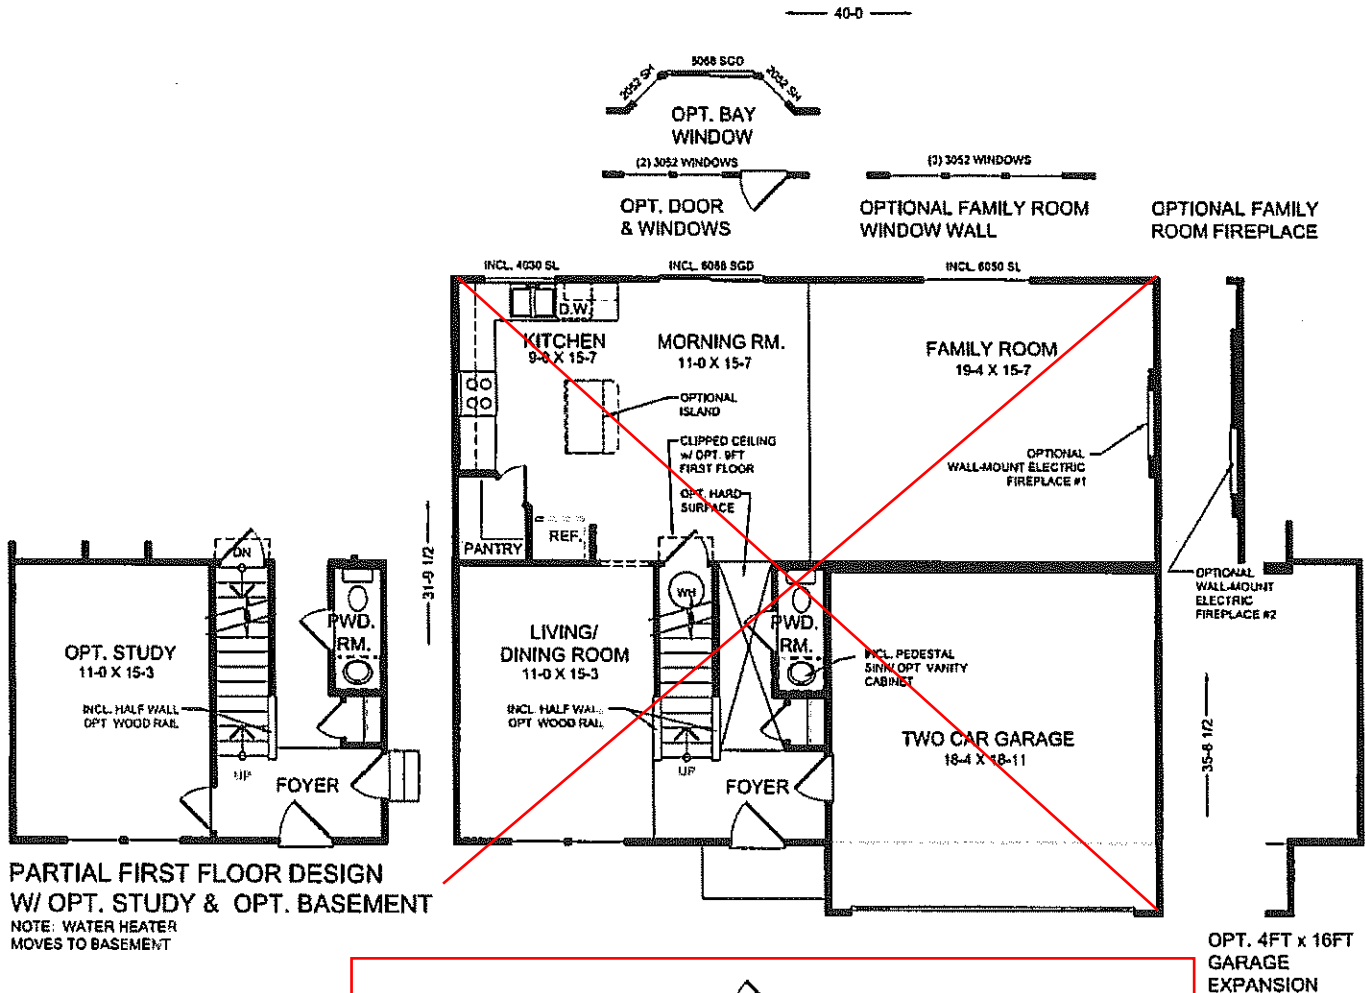 40-0
5068 SGD
2052 SH
2052 SH
OPT. BAY
WINDOW
(2) 3052 WINDOWS
(3) 3052 WINDOWS
OPT. DOOR
& WINDOWS
OPTIONAL FAMILY ROOM
WINDOW WALL
OPTIONAL FAMILY
ROOM FIREPLACE
INCL. 4030 SL
INCL. 6068 SGD
INCL. 6050 SL
D.W.
KITCHEN
9-0 X 15-7
MORNING RM.
11-0 X 15-7
FAMILY ROOM
19-4 X 15-7
OPTIONAL
ISLAND
CLIPPED CEILING
w/ OPT. 9FT
FIRST FLOOR
OPTIONAL
WALL-MOUNT ELECTRIC
FIREPLACE #1
OPT. HARD
SURFACE
REF.
PANTRY
31-9 1/2
DN
WH
OPTIONAL
WALL-MOUNT
ELECTRIC
FIREPLACE #2
PWD.
RM.
OPT. STUDY
11-0 X 15-3
LIVING/
DINING ROOM
11-0 X 15-3
PWD.
RM.
INCL. PEDESTAL
SINK/ OPT. VANITY
CABINET
INCL. HALF WALL
OPT WOOD RAIL
INCL. HALF WALL
OPT WOOD RAIL
TWO CAR GARAGE
18-4 X 18-11
35-6 1/2
UP
FOYER
UP
FOYER
PARTIAL FIRST FLOOR DESIGN
W/ OPT. STUDY & OPT. BASEMENT
NOTE: WATER HEATER
MOVES TO BASEMENT
OPT. 4FT x 16FT
GARAGE
EXPANSION